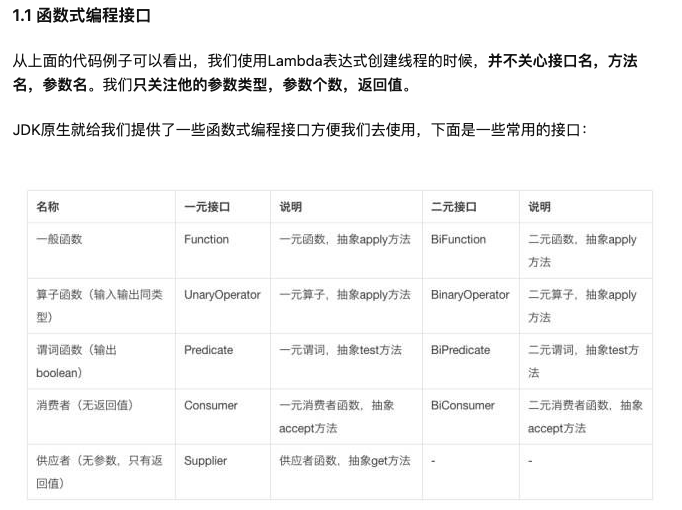 1.1 函数式编程接口
从上面的代码例子可以看出，我们使用Lambda表达式创建线程的时候，并不关心接口名，方法
名，参数名。我们只关注他的参数类型，参数个数，返回值。
JDK原生就给我们提供了一些函数式编程接口方便我们去使用，下面是一些常用的接口：
名称 一元接口 说明 二元接口 说明
一般函数 Function 一元函数，抽象apply方法 BiFunction 二元函数，抽象apply
方法
算子函数（输入输出同类 UnaryOperator 一元算子，抽象apply方法 BinaryOperator 二元算子，抽象apply
型） 方法
谓词函数（输出 Predicate 一元谓词，抽象test方法 BiPredicate 二元谓词，抽象test方
boolean） 法
消费者（无返回值） Consumer 一元消费者函数，抽象 BiConsumer 二元消费者函数，抽象
accept方法 accept方法
供应者（无参数，只有返 Supplier 供应者函数，抽象get方法 - -
回值）